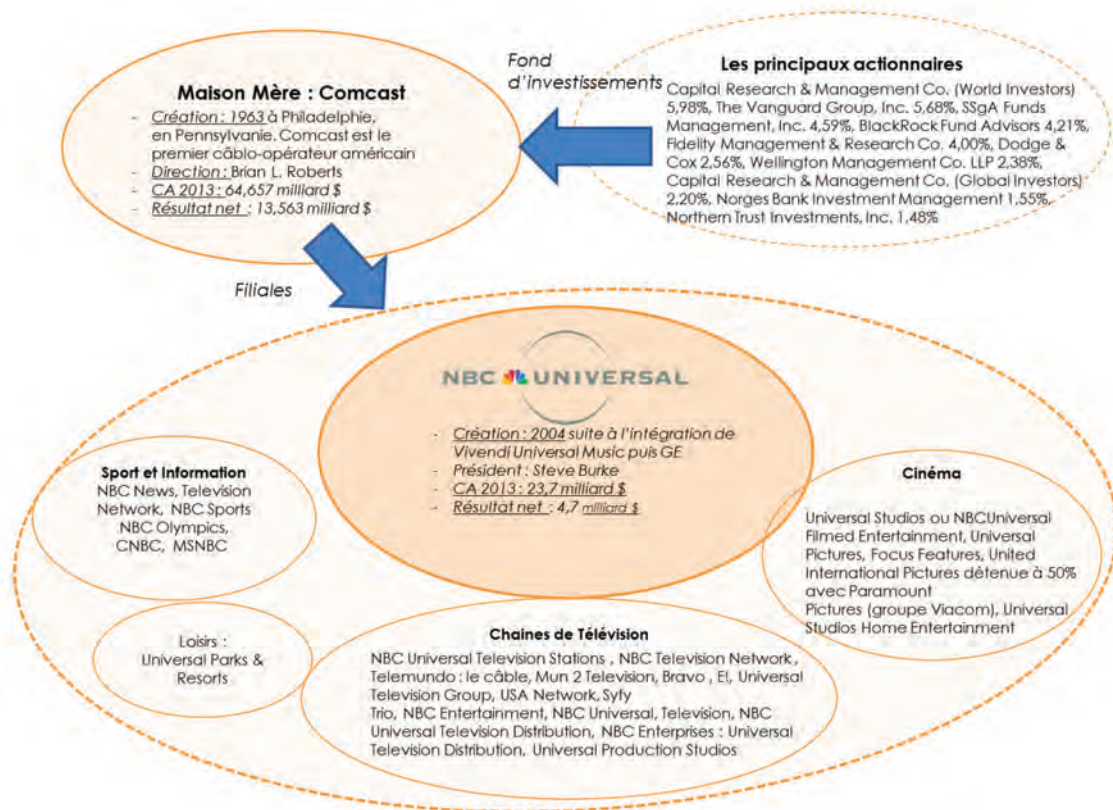 Maison Mère : Comcast
- Création : 1963 à Philadelphie,
en Pennsylvanie. Comcast est le
premier câblo-opérateur américain
- Direction : Brian L. Roberts
- CA 2013 : 64,657 milliard $
- Résultat net : 13,563 milliard $
Fond
d'investissements
Les principaux actionnaires
Capital Research & Management Co. (World Investors)
5,98%, The Vanguard Group, Inc. 5,68%, SSgA Funds
Management, Inc. 4,59%, BlackRock Fund Advisors 4,21%,
Fidelity Management & Research Co. 4,00%, Dodge &
Cox 2,56%, Wellington Management Co. LLP 2,38%,
Capital Research & Management Co. (Global Investors)
2,20%, Norges Bank Investment Management 1,55%,
Northern Trust Investments, Inc. 1,48%
Filiales
NBC UNIVERSAL
- Création : 2004 suite à l'intégration de
Vivendi Universal Music puis GE
- Président : Steve Burke
- CA 2013 : 23,7 milliard $
- Résultat net : 4,7 milliard $
Sport et Information
NBC News, Television
Network, NBC Sports
NBC Olympics,
CNBC, MSNBC
Cinéma
Universal Studios ou NBCUniversal
Filmed Entertainment, Universal
Pictures, Focus Features, United
International Pictures détenue à 50%
avec Paramount
Pictures (groupe Viacom), Universal
Studios Home Entertainment
Loisirs :
Universal Parks &
Resorts
Chaines de Télévision
NBC Universal Television Stations , NBC Television Network ,
Telemundo : le câble, Mun 2 Television, Bravo , E!, Universal
Television Group, USA Network, Syfy
Trio, NBC Entertainment, NBC Universal, Television, NBC
Universal Television Distribution, NBC Enterprises : Universal
Television Distribution, Universal Production Studios